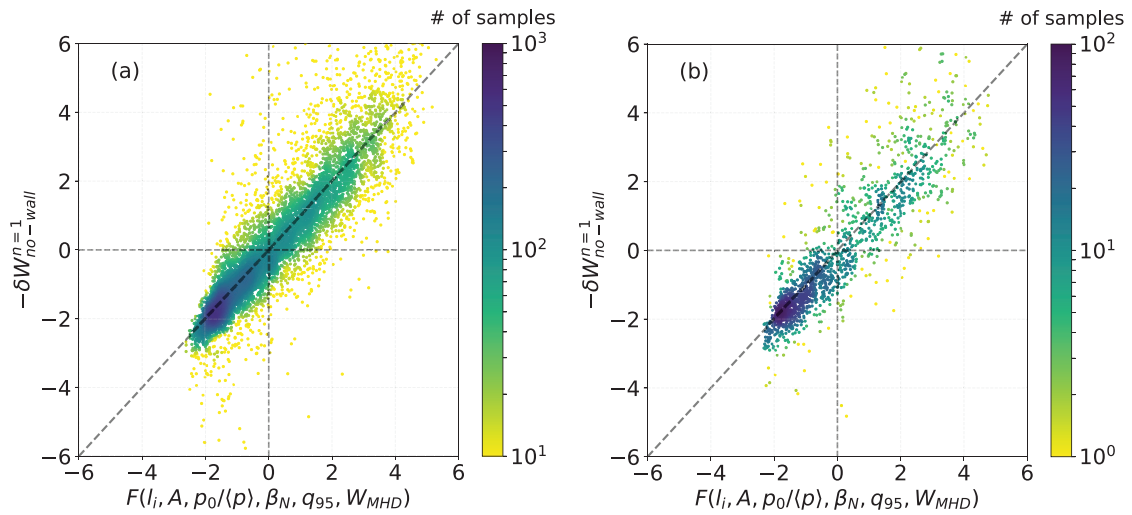 # of samples
(a)
6
4
2
0
−2
−4
−6
−6 −4 −2 0 2 4 6
10³
10²
10¹
−δW^{n=1}_{no−wall}
F(l_i, A, p_0/⟨p⟩, β_N, q_95, W_MHD)
# of samples
(b)
6
4
2
0
−2
−4
−6
−6 −4 −2 0 2 4 6
10²
10¹
10⁰
−δW^{n=1}_{no−wall}
F(l_i, A, p_0/⟨p⟩, β_N, q_95, W_MHD)